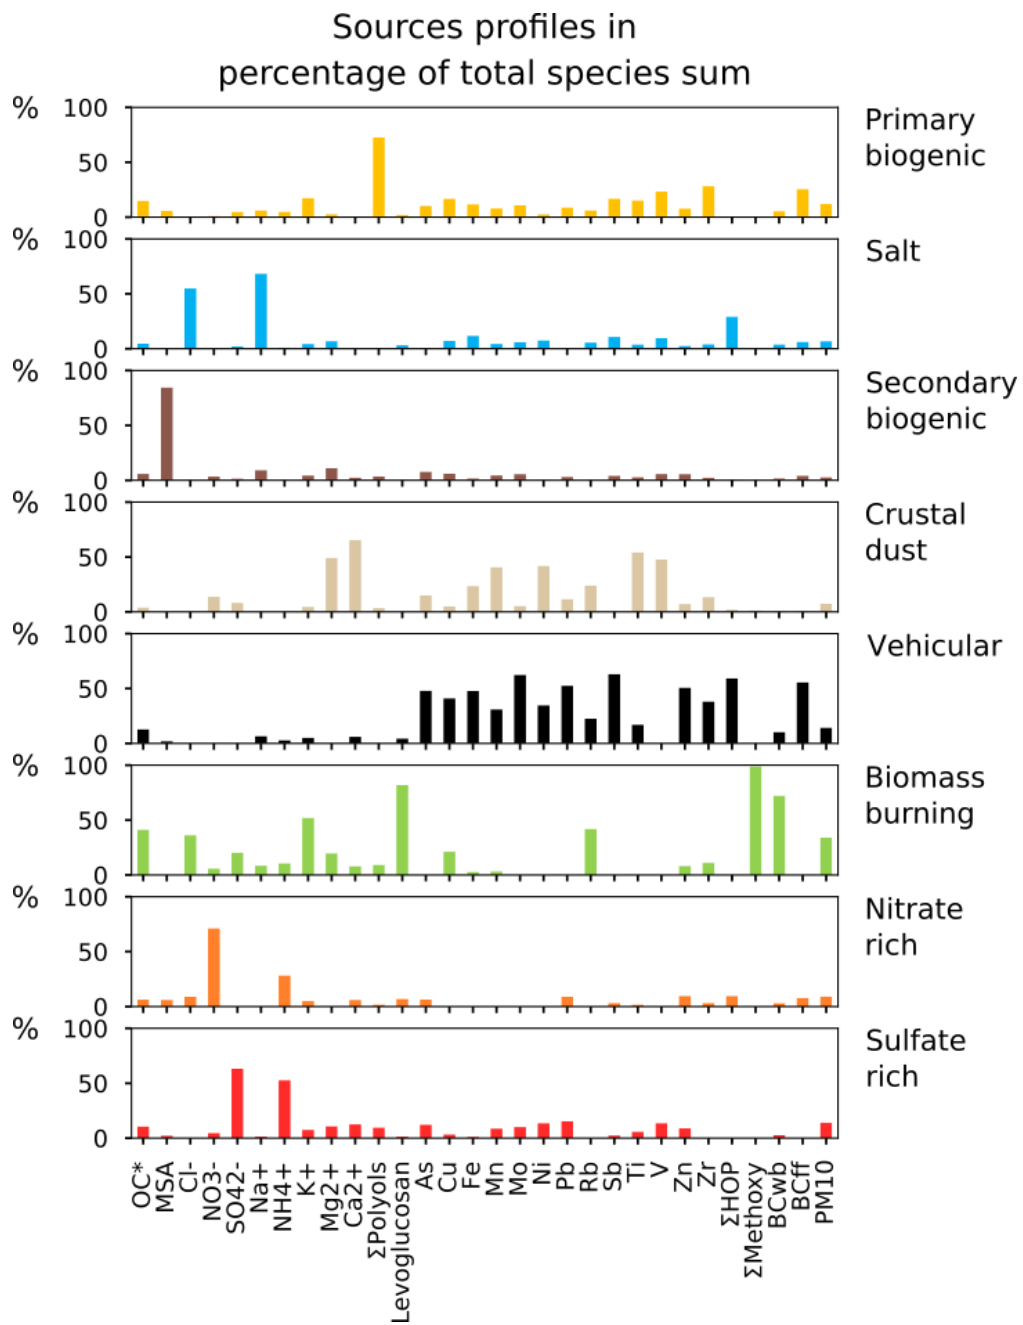 Sources profiles in
percentage of total species sum
% 100
50
0
Primary
biogenic
% 100
50
0
Salt
% 100
50
0
Secondary
biogenic
% 100
50
0
Crustal
dust
% 100
50
0
Vehicular
% 100
50
0
Biomass
burning
% 100
50
0
Nitrate
rich
% 100
50
0
Sulfate
rich
OC*
MSA
Cl-
NO3-
SO42-
Na+
NH4+
K+
Mg2+
Ca2+
ΣPolyols
Levoglucosan
As
Cu
Fe
Mn
Mo
Ni
Pb
Rb
Sb
Ti
V
Zn
Zr
ΣHOP
ΣMethoxy
BCwb
BCff
PM10